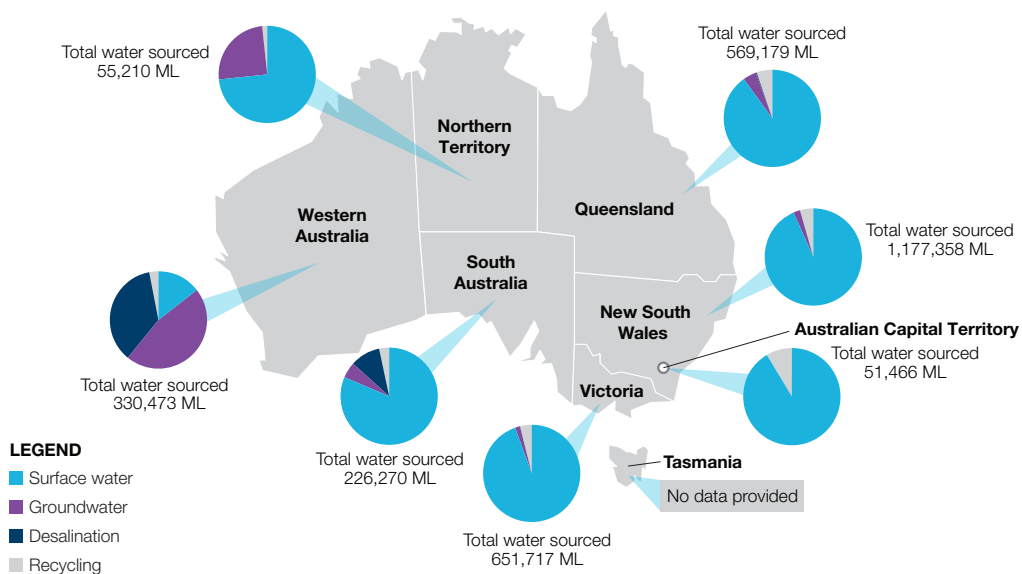 Total water sourced
55,210 ML
Total water sourced
569,179 ML
Northern
Territory
Queensland
Western
Australia
Total water sourced
1,177,358 ML
South
Australia
New South
Wales
Australian Capital Territory
Total water sourced
51,466 ML
Total water sourced
330,473 ML
Victoria
LEGEND
Surface water
Groundwater
Desalination
Recycling
Total water sourced
226,270 ML
Tasmania
No data provided
Total water sourced
651,717 ML